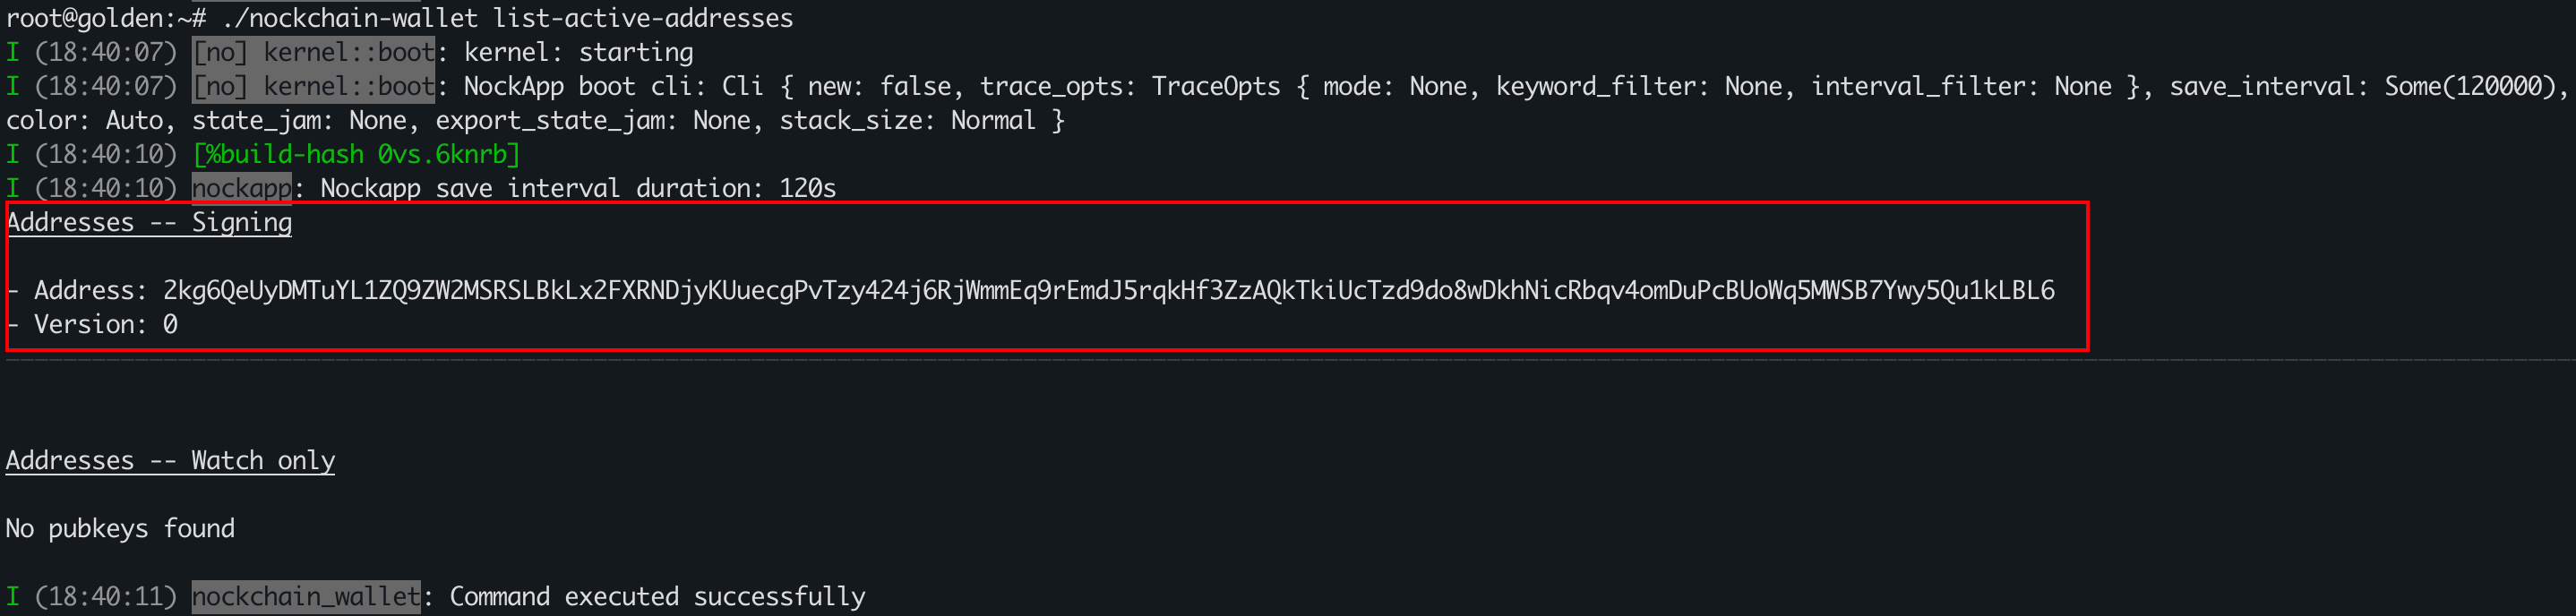 root@golden:~# ./nockchain-wallet list-active-addresses
I (18:40:07) [no] kernel::boot: kernel: starting
I (18:40:07) [no] kernel::boot: NockApp boot cli: Cli { new: false, trace_opts: TraceOpts { mode: None, keyword_filter: None, interval_filter: None }, save_interval: Some(120000),
color: Auto, state_jam: None, export_state_jam: None, stack_size: Normal }
I (18:40:10) [%build-hash 0vs.6knrb]
I (18:40:10) nockapp: Nockapp save interval duration: 120s
Addresses -- Signing
- Address: 2kg6QeUyDMTuYL1ZQ9ZW2MSRSLBkLx2FXRNDjyKUuecgPvTzy424j6RjWmmEq9rEmdJ5rqkHf3ZzAQkTkiUcTzd9do8wDkhNicRbqv4omDuPcBUoWq5MWSB7Ywy5Qu1kLBL6
- Version: 0
Addresses -- Watch only
No pubkeys found
I (18:40:11) nockchain_wallet: Command executed successfully